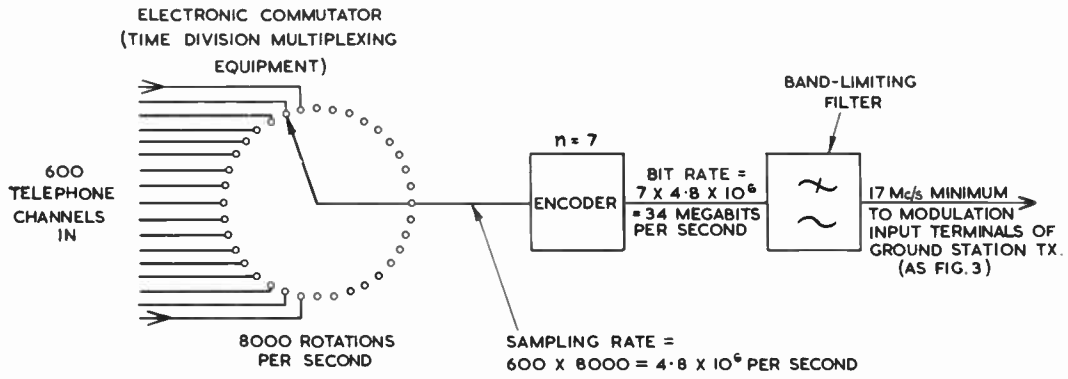 ELECTRONIC COMMUTATOR
(TIME DIVISION MULTIPLEXING
EQUIPMENT)
600
TELEPHONE
CHANNELS
IN
8000 ROTATIONS
PER SECOND
SAMPLING RATE =
600 X 8000 = 4·8 X 10⁶ PER SECOND
n = 7
ENCODER
BIT RATE =
7 X 4·8 X 10⁶
= 34 MEGABITS
PER SECOND
BAND-LIMITING
FILTER
17 Mc/s MINIMUM
TO MODULATION
INPUT TERMINALS OF
GROUND STATION TX.
(AS FIG. 3)